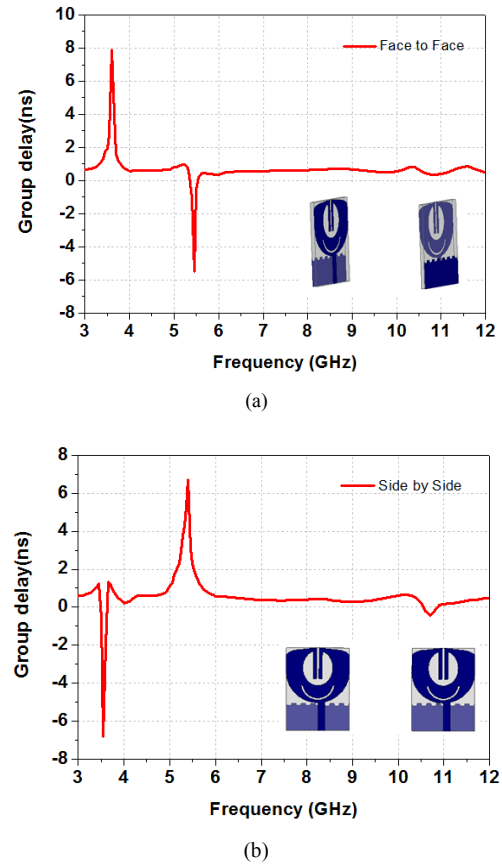 10
8
6
4
2
0
-2
-4
-6
-8
Group delay(ns)
Face to Face
3 4 5 6 7 8 9 10 11 12
Frequency (GHz)
(a)
8
6
4
2
0
-2
-4
-6
-8
Group delay(ns)
Side by Side
3 4 5 6 7 8 9 10 11 12
Frequency (GHz)
(b)